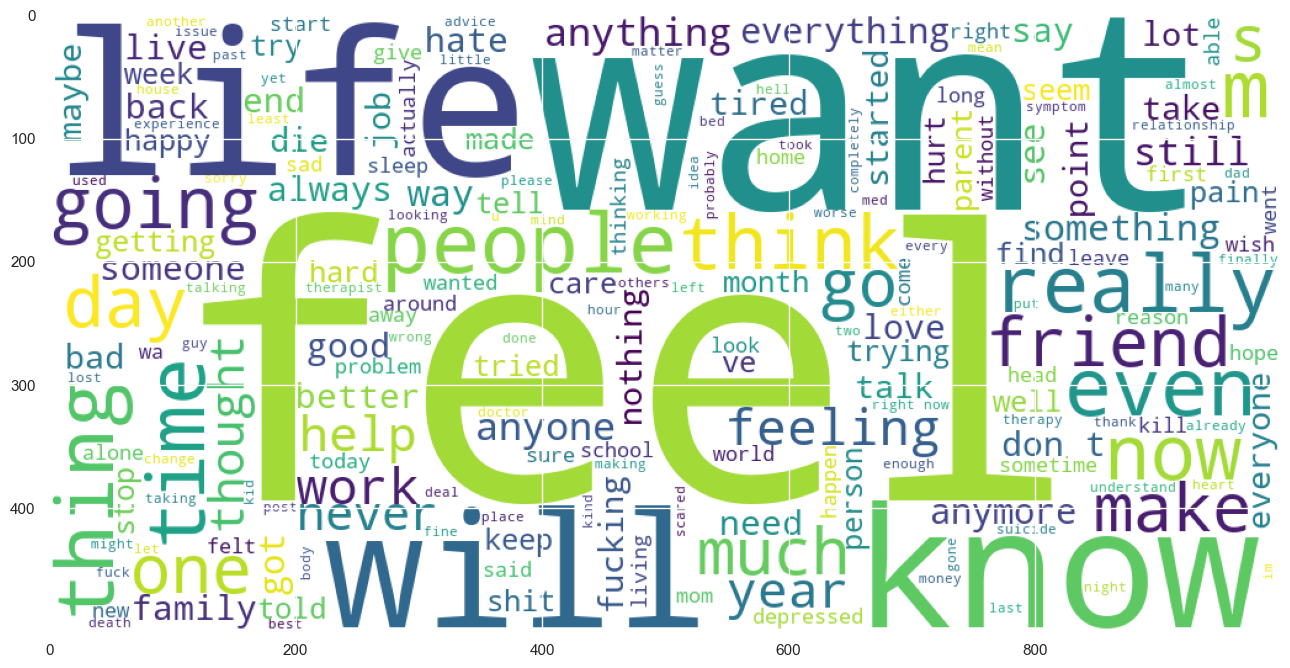 0
100
200
300
400
0
200
400
600
800
another
start
advice
anything
everything
right
say
lot
able
s
issue
life
want
live
past
try
give
hate
matter
mean
maybe
week
yet
actually
little
guess
hell
tired
started
long
seem
almost
m
house
back
end
job
bed
symptom
take
experience
least
relationship
happy
die
made
took
completely
hurt
without
see
point
still
sad
sleep
home
parent
first
dad
used
sorry
please
thinking
idea
probably
pain
going
always
way
tell
med
went
looking
u
mind
working
worse
something
getting
people
think
every
find
leave
wish
finally
someone
hard
feel
talking
therapist
wanted
care
others
left
month
go
come
really
many
day
around
hour
nothing
either
put
reason
away
two
love
friend
wa
guy
good
wrong
done
look
ve
trying
hope
bad
problem
tried
lost
head
even
thing
time
thought
better
talk
right now
well
doctor
help
anyone
feeling
therapy
thank
kill
already
everyone
don t
now
alone
change
today
sure
school
world
enough
sometime
stop
making
happen
person
understand
heart
taking
kid
work
deal
kind
scared
make
post
never
place
fucking
need
anymore
suicide
might
let
felt
got
fine
keep
much
know
gone
fuck
one
body
will
said
living
year
money
night
im
new
family
told
shit
mom
depressed
last
death
best